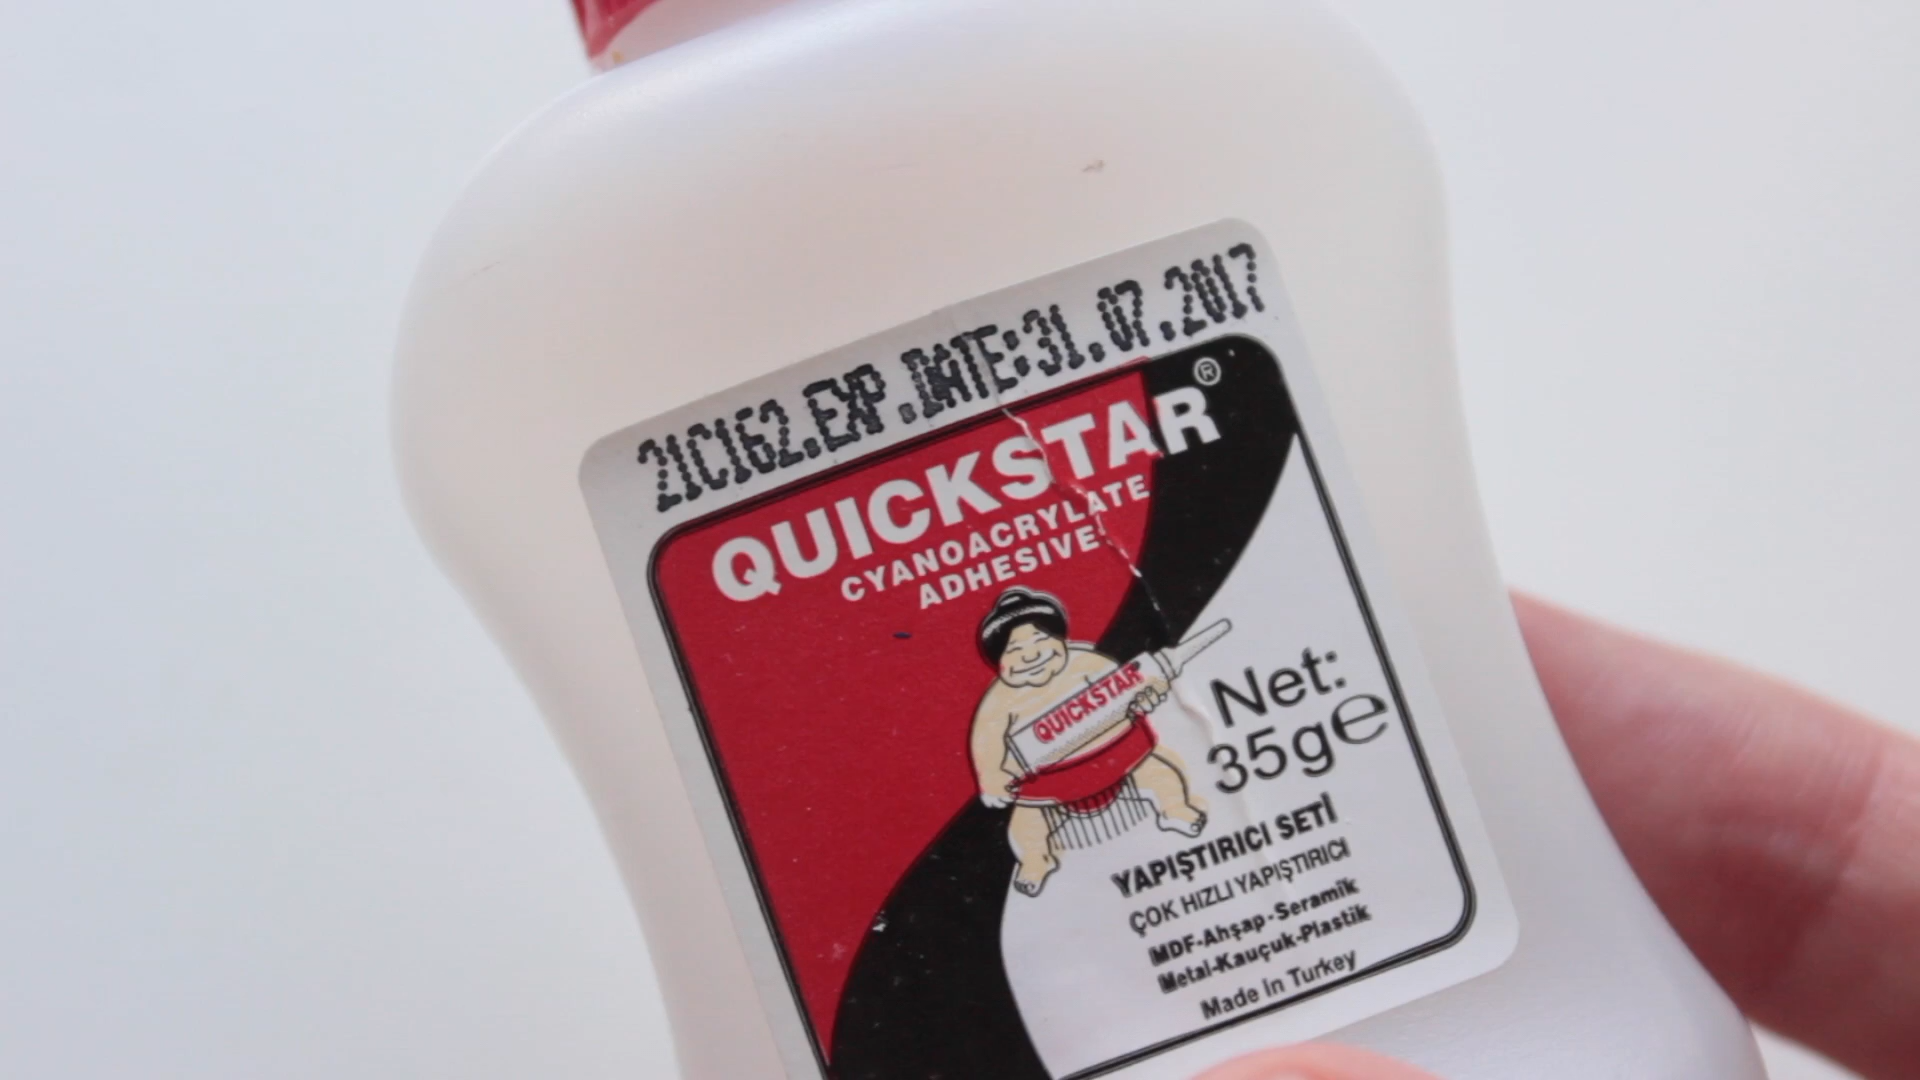 21C162.EXP.DATE:31.07.2017
QUICKSTAR®
CYANOACRYLATE
ADHESIVE
QUICKSTAR
Net:
35g℮
YAPIŞTIRICI SETİ
ÇOK HIZLI YAPIŞTIRICI
MDF-Ahşap-Seramik
Metal-Kauçuk-Plastik
Made In Turkey